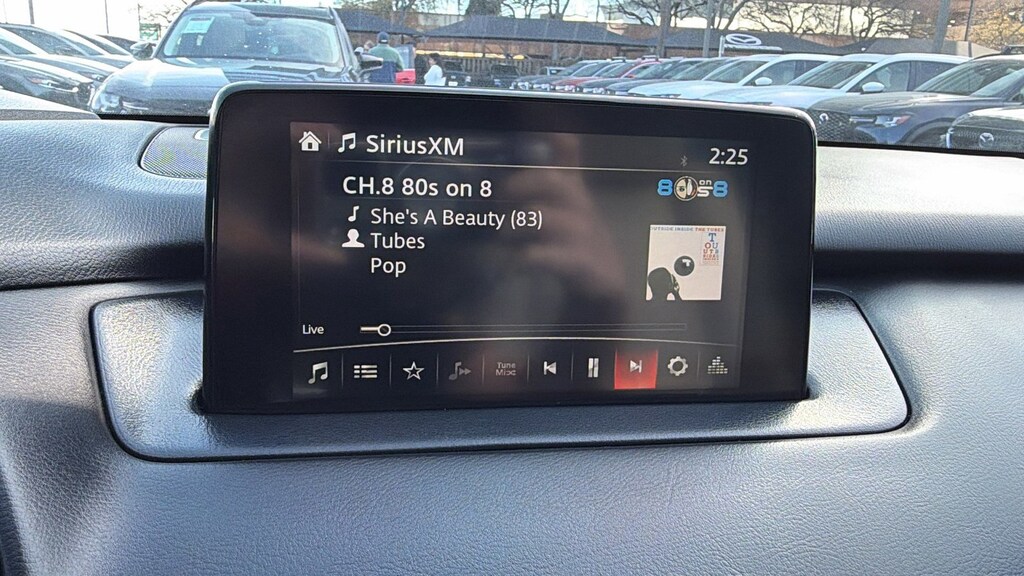 SiriusXM
2:25
CH.8 80s on 8
80s on 8
She's A Beauty (83)
Tubes
Pop
OUTSIDE INSIDE THE TUBES
Live
Tune
Mix